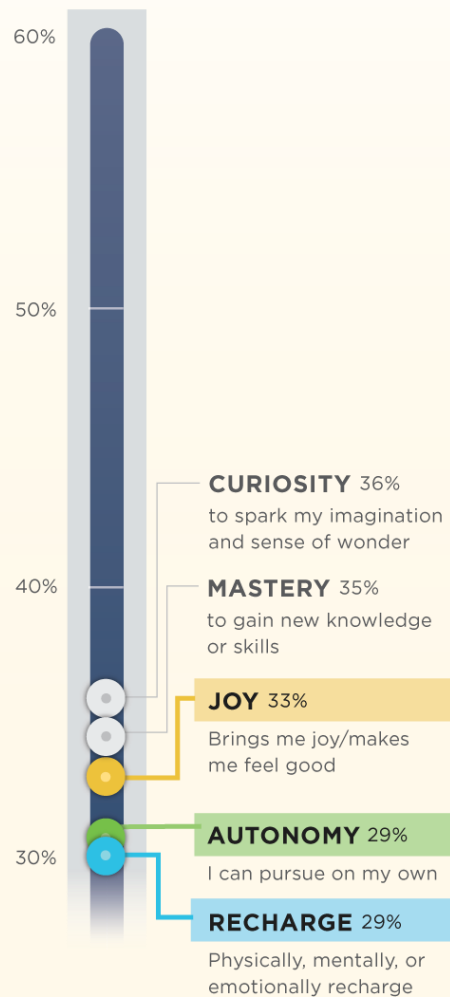 60%
50%
CURIOSITY 36%
to spark my imagination
and sense of wonder
40%
MASTERY 35%
to gain new knowledge
or skills
JOY 33%
Brings me joy/makes
me feel good
AUTONOMY 29%
30%
I can pursue on my own
RECHARGE 29%
Physically, mentally, or
emotionally recharge